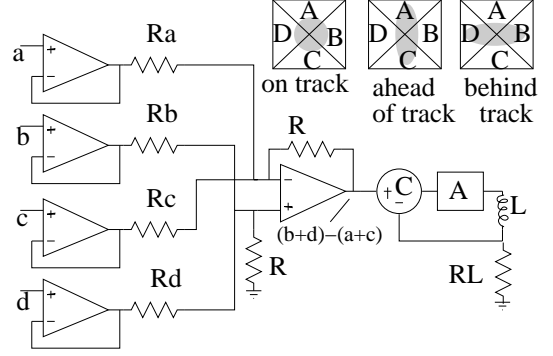 a
Ra
b
Rb
c
Rc
d
Rd
A
D B
C
on track
A
D B
C
ahead
of track
A
D B
C
behind
track
R
− +
R
(b+d)−(a+c)
+ C −
A
L
RL